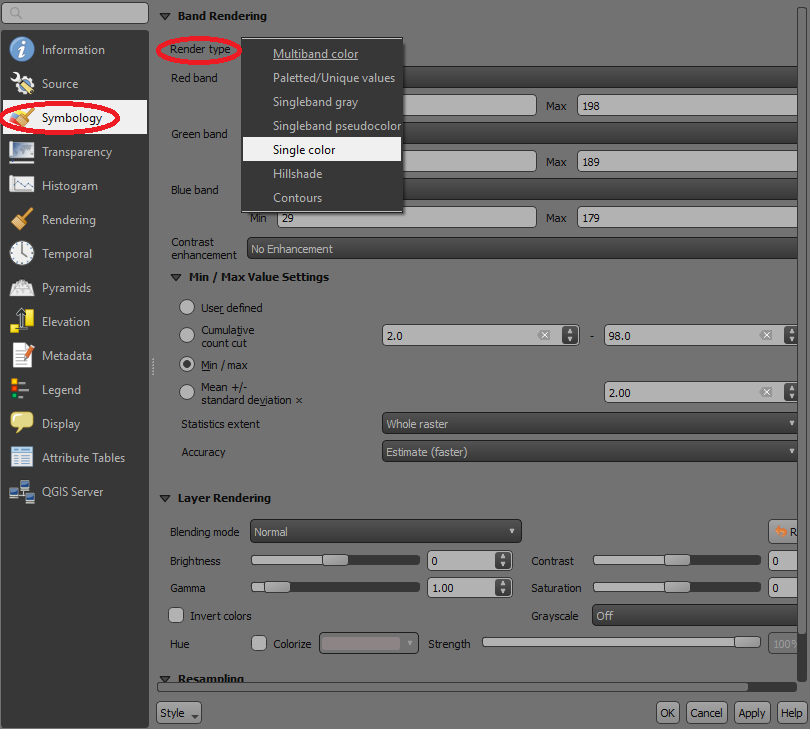 Information
Source
Symbology
Transparency
Histogram
Rendering
Temporal
Pyramids
Elevation
Metadata
Legend
Display
Attribute Tables
QGIS Server
Band Rendering
Render type
Multiband color
Paletted/Unique values
Singleband gray
Singleband pseudocolor
Single color
Hillshade
Contours
Red band
Max 198
Green band
Max 189
Blue band
Min 29 Max 179
Contrast
enhancement No Enhancement
Min / Max Value Settings
User defined
Cumulative
count cut 2.0 - 98.0
Min / max
Mean +/-
standard deviation × 2.00
Statistics extent Whole raster
Accuracy Estimate (faster)
Layer Rendering
Blending mode Normal R
Brightness 0 Contrast 0
Gamma 1.00 Saturation 0
Invert colors Grayscale Off
Hue Colorize Strength 100%
Resampling
Style OK Cancel Apply Help